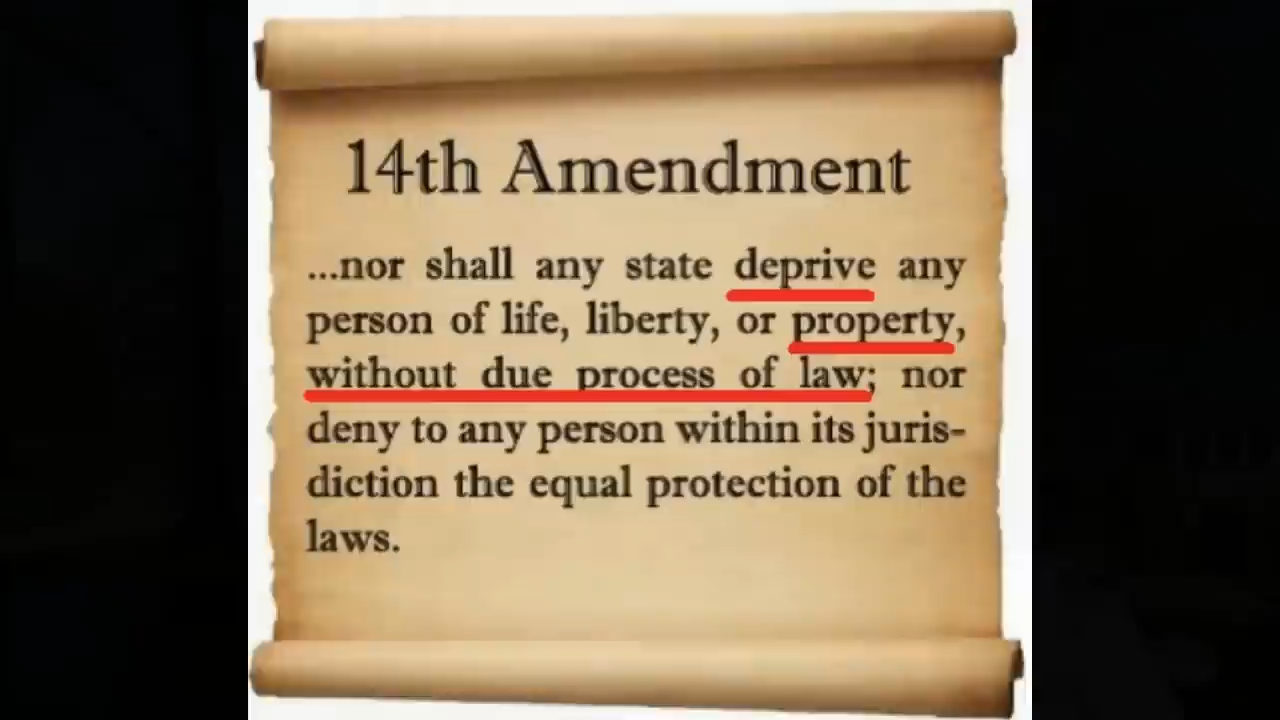 14th Amendment
...nor shall any state deprive any
person of life, liberty, or property,
without due process of law; nor
deny to any person within its juris-
diction the equal protection of the
laws.